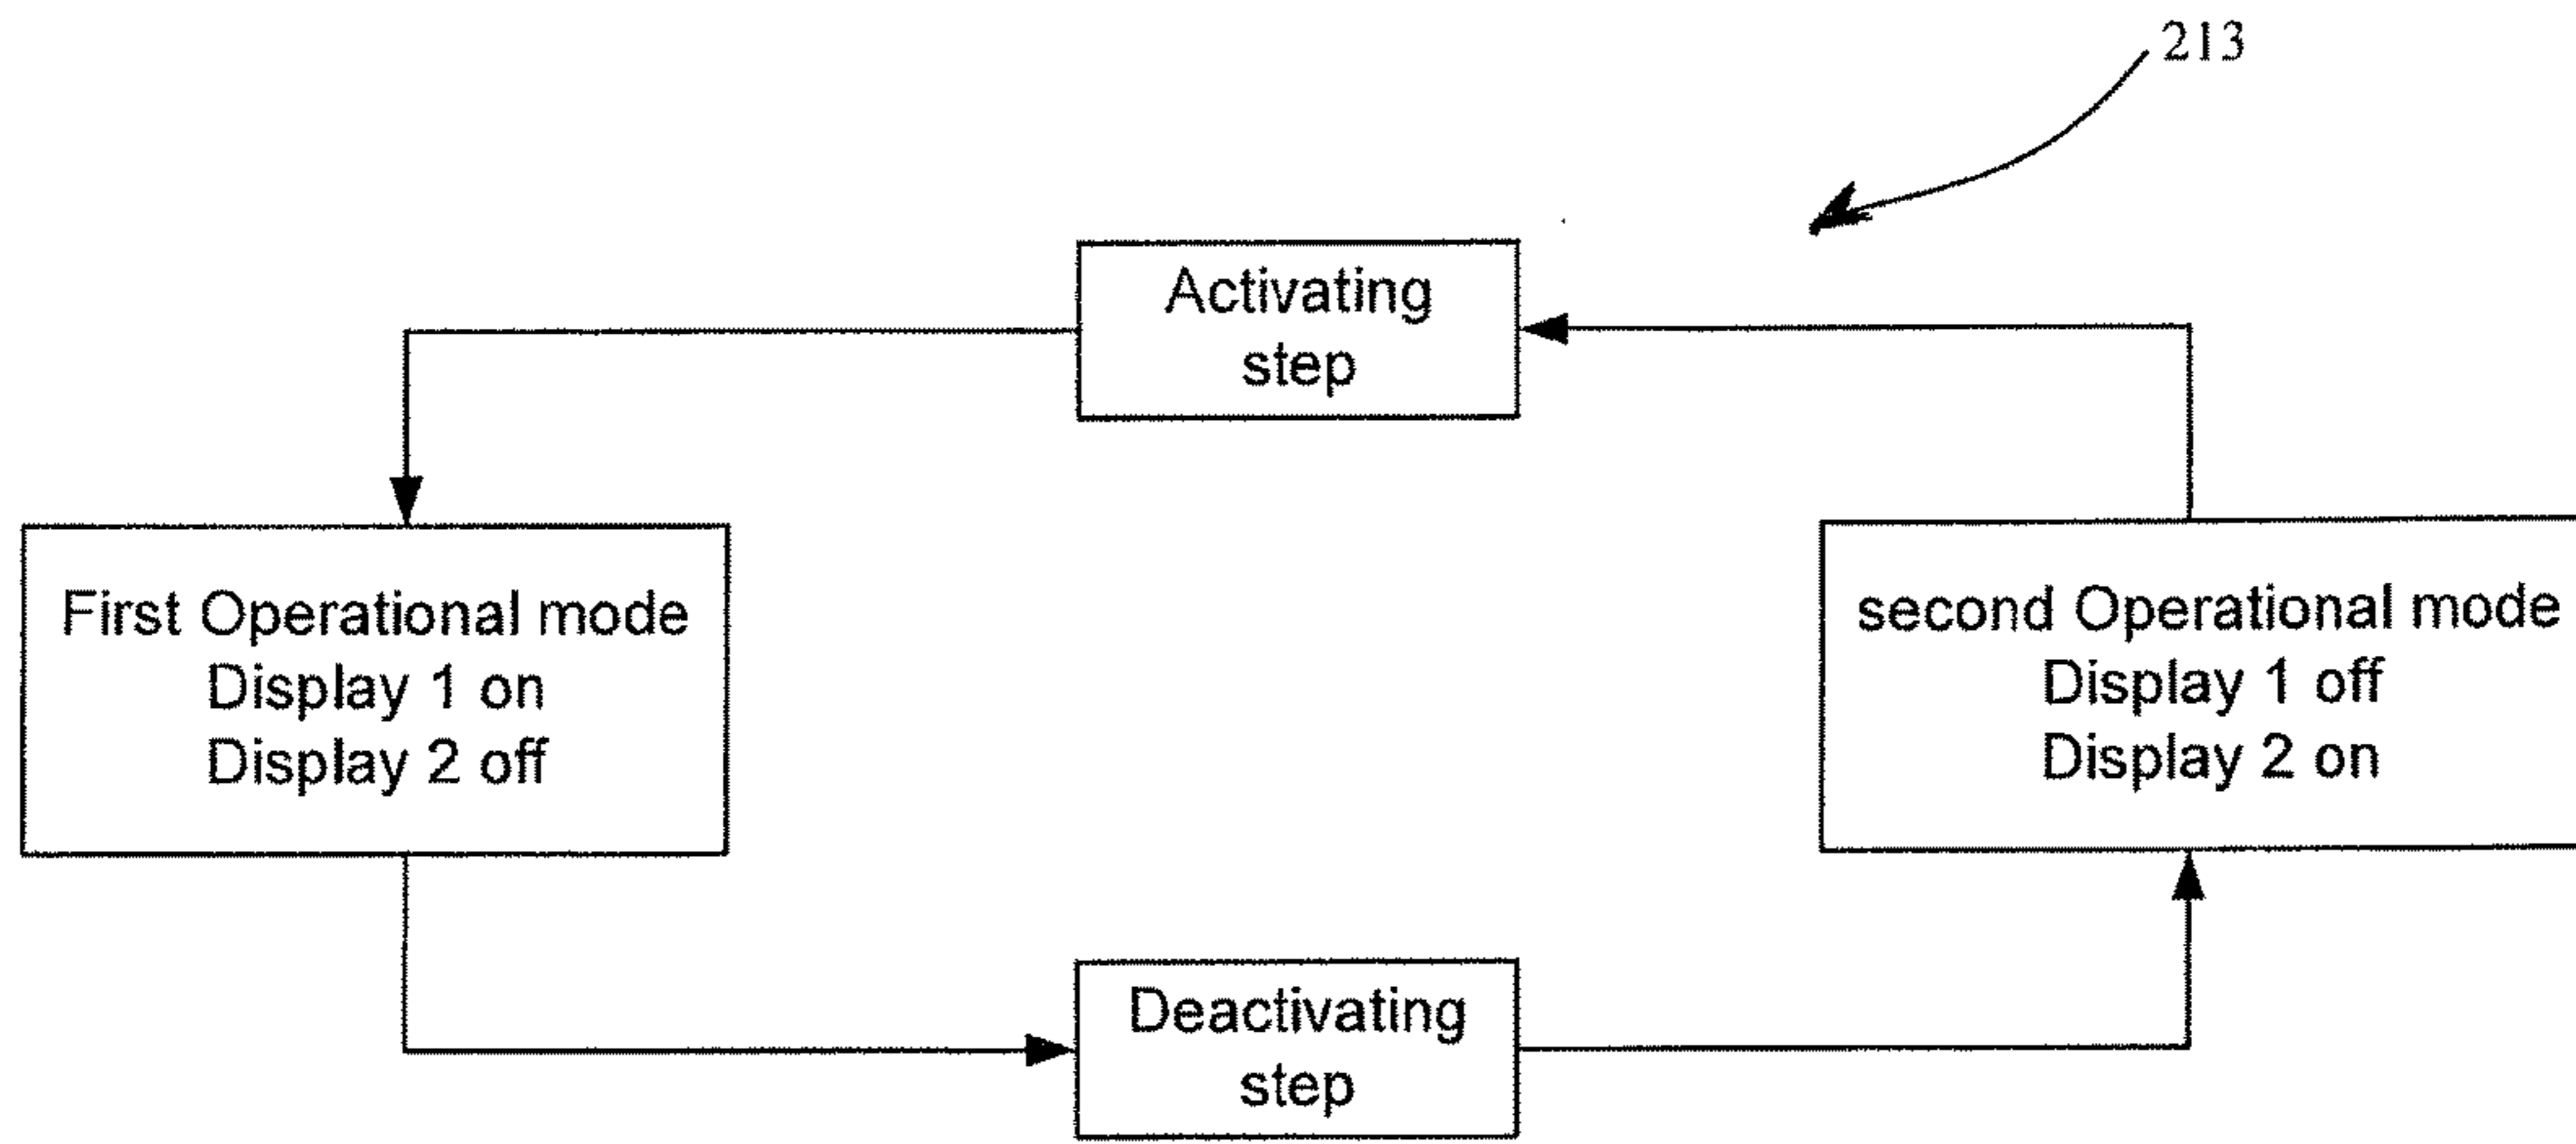 213
Activating
step
First Operational mode
Display 1 on
Display 2 off
second Operational mode
Display 1 off
Display 2 on
Deactivating
step